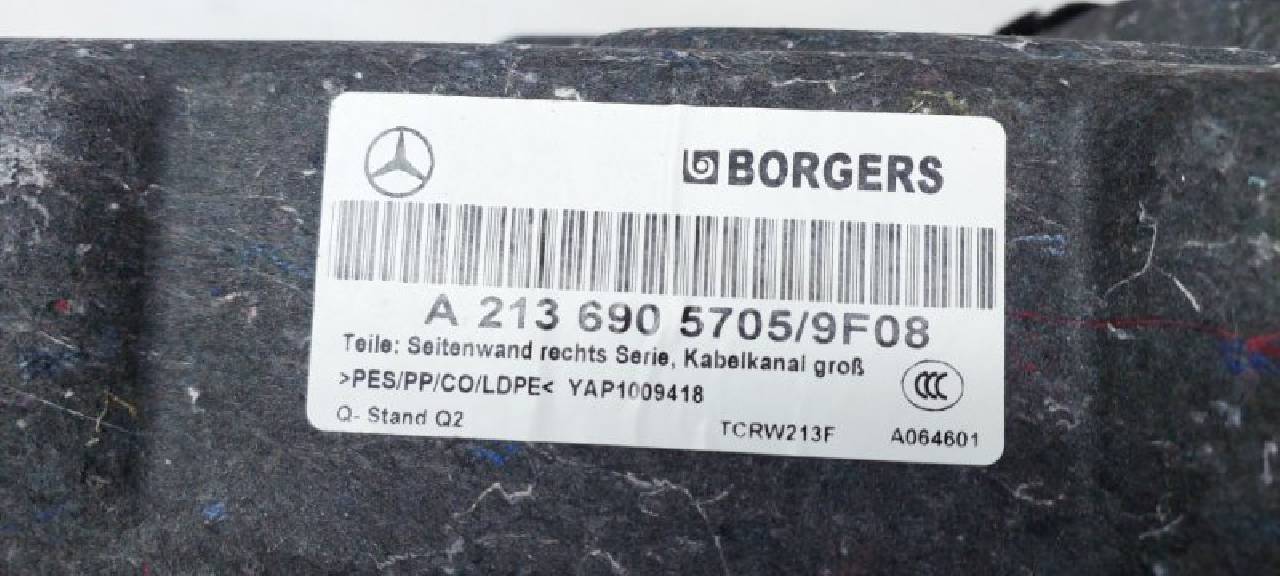 BORGERS
A 213 690 5705/9F08
Teile: Seitenwand rechts Serie, Kabelkanal groß
>PES/PP/CO/LDPE< YAP1009418
CCC
Q- Stand Q2 TCRW213F A064601